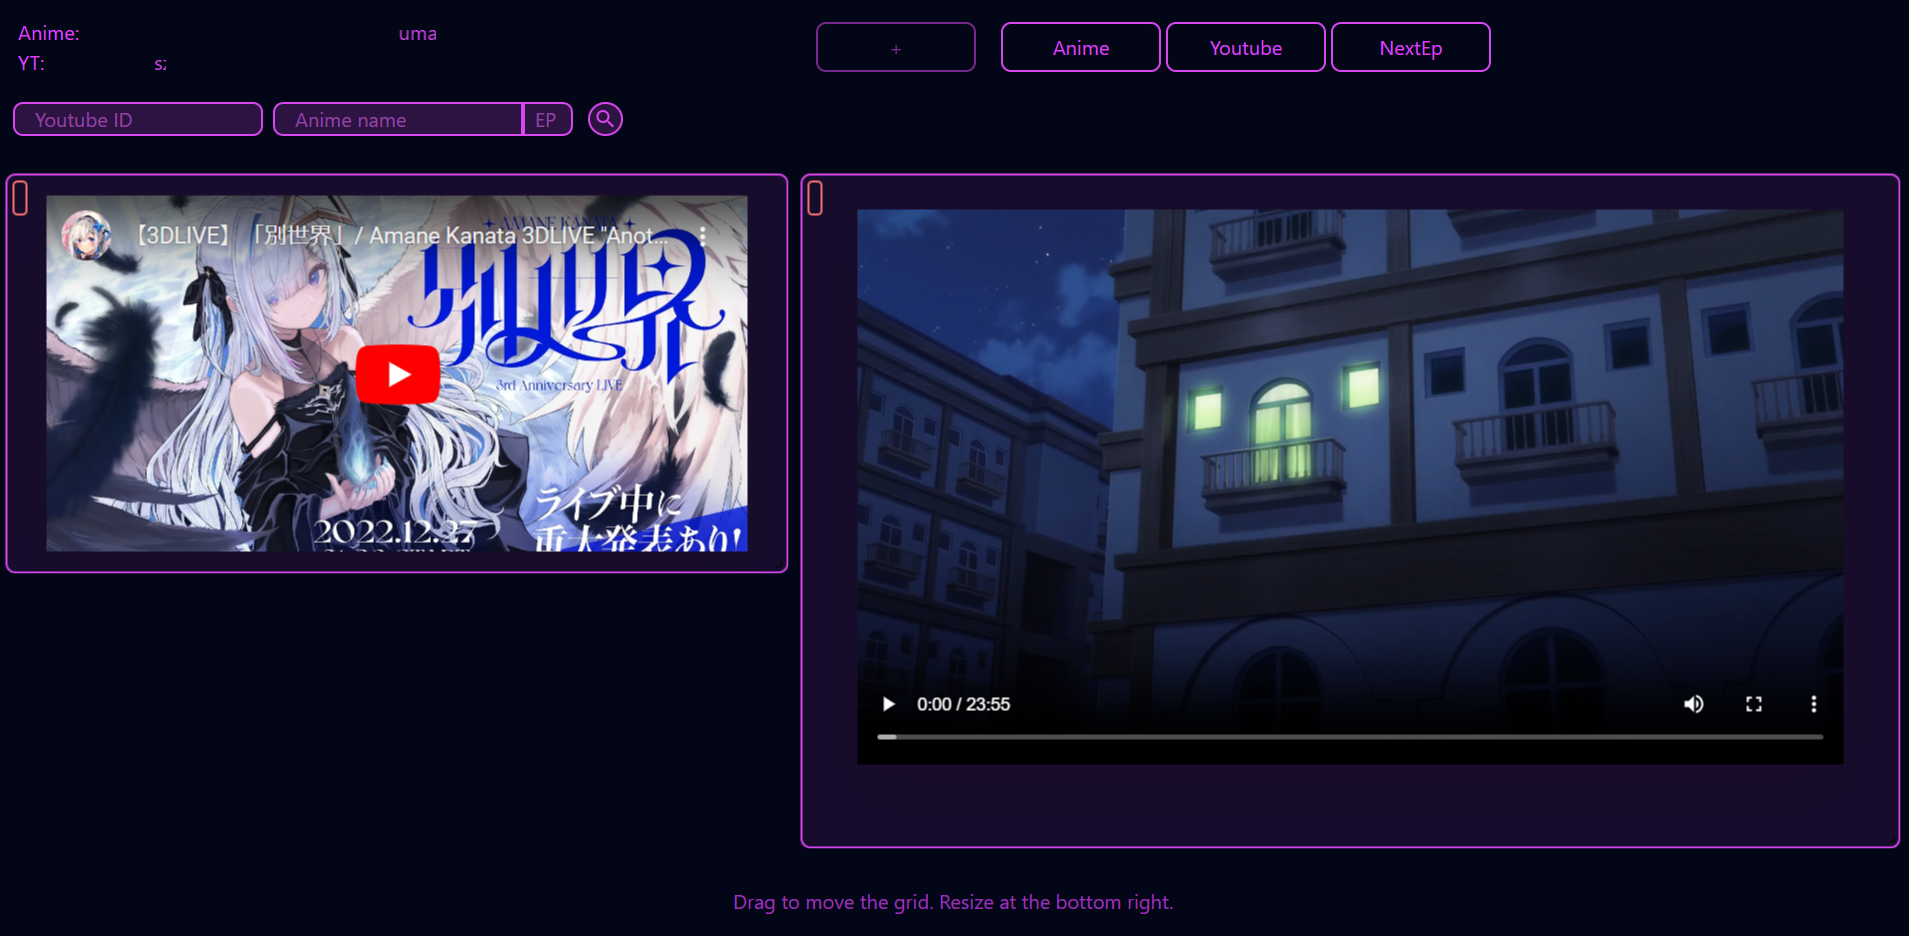 Anime:
uma
YT:
+
Anime
Youtube
NextEp
Youtube ID
Anime name
EP
【3DLIVE】「別世界」/ Amane Kanata 3DLIVE "Anot...
AMANE KANATA
別世界
3rd Anniversary LIVE
2022.12.27
ライブ中に
重大発表あり!
0:00 / 23:55
Drag to move the grid. Resize at the bottom right.